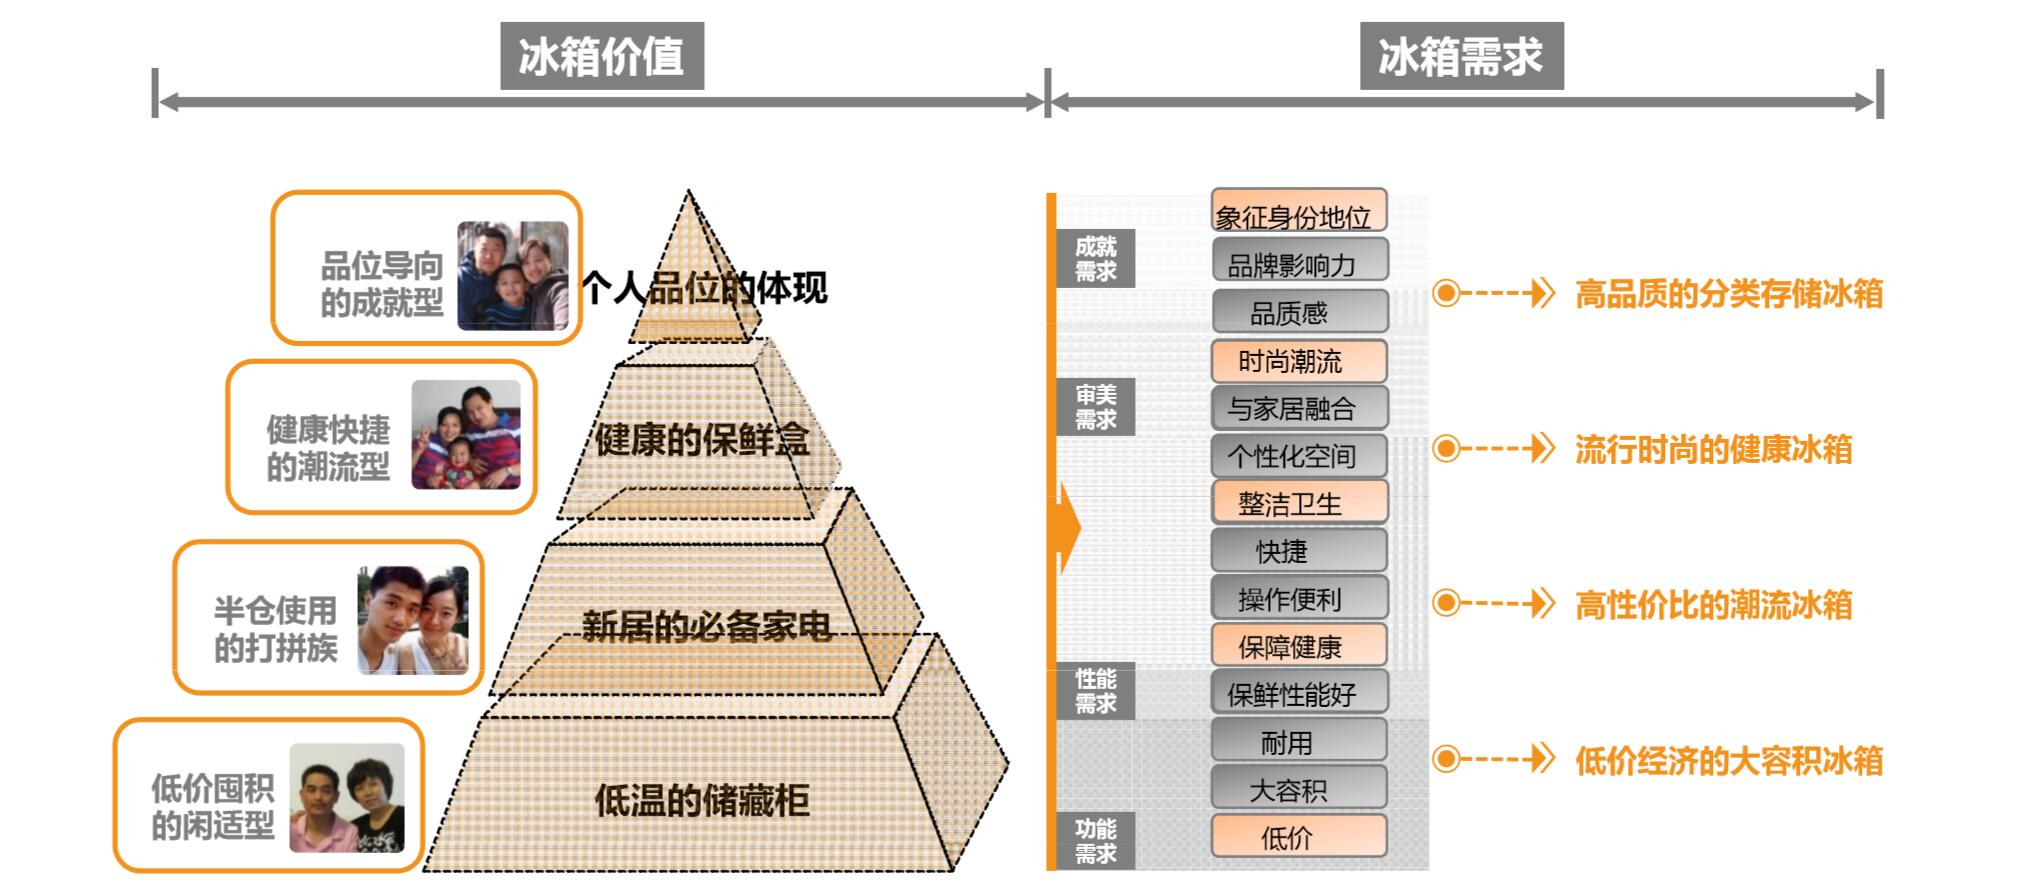 冰箱价值
冰箱需求
品位导向
的成就型
个人品位的体现
健康快捷
的潮流型
健康的保鲜盒
半仓使用
的打拼族
新居的必备家电
低价囤积
的闲适型
低温的储藏柜
成就
需求
审美
需求
性能
需求
功能
需求
象征身份地位
品牌影响力
品质感
时尚潮流
与家居融合
个性化空间
整洁卫生
快捷
操作便利
保障健康
保鲜性能好
耐用
大容积
低价
高品质的分类存储冰箱
流行时尚的健康冰箱
高性价比的潮流冰箱
低价经济的大容积冰箱